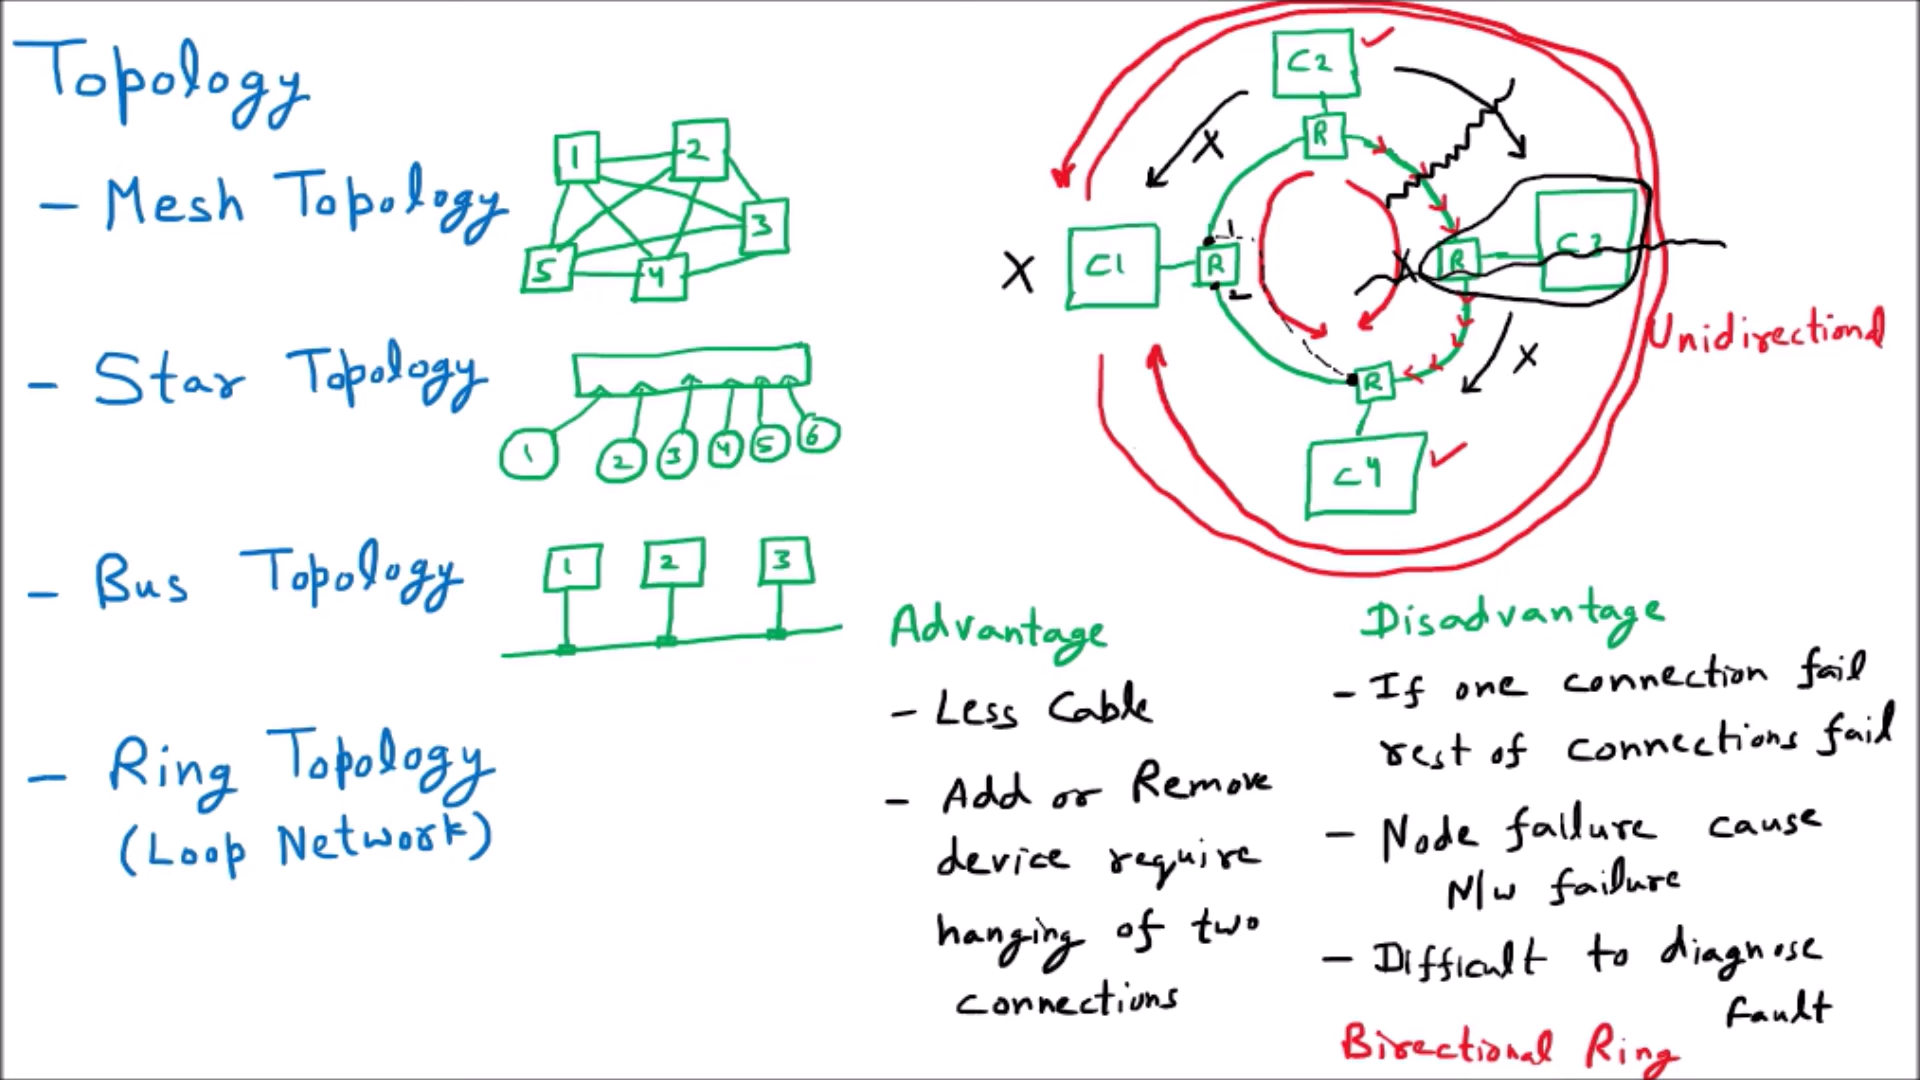 Topology
- Mesh Topology
1
2
3
4
5
- Star Topology
1
2
3
4
5
6
- Bus Topology
1
2
3
- Ring Topology
(Loop Network)
C2
R
X
C1
R
1
2
X
X
R
C3
Unidirectional
X
R
C4
Advantage
- Less Cable
- Add or Remove
device require
hanging of two
connections
Disadvantage
- If one connection fail
rest of connections fail
- Node failure cause
N/w failure
- Difficult to diagnose
fault
Birectional Ring